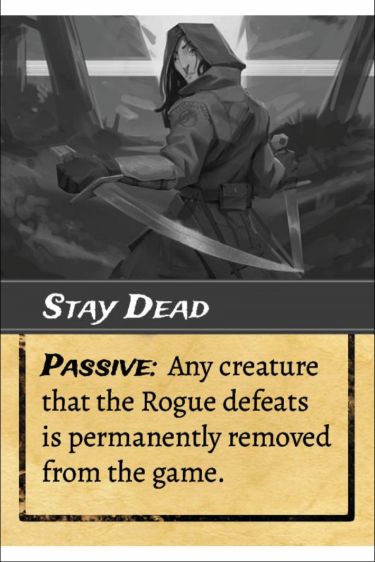 Stay Dead
Passive: Any creature
that the Rogue defeats
is permanently removed
from the game.